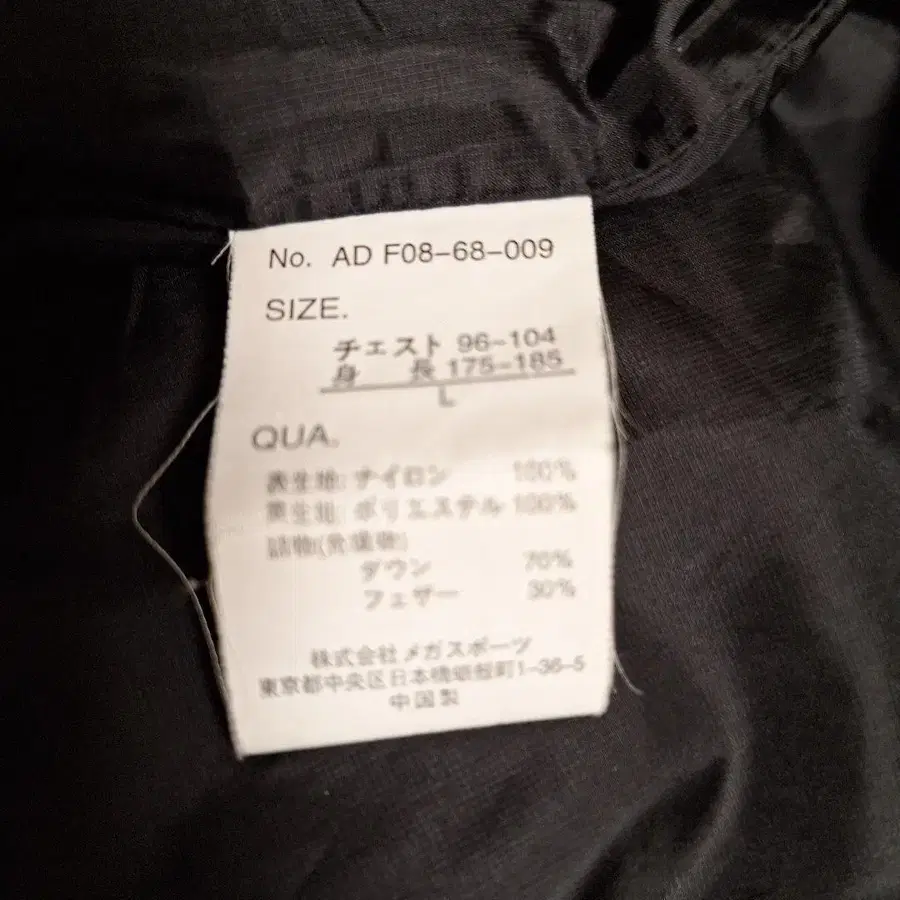 No. AD F08-68-009
SIZE.
チェスト 96-104
身 長 175-185
L
QUA.
表生地: ナイロン 100%
裏生地: ポリエステル 100%
詰物(充填物)
ダウン 70%
フェザー 30%
株式会社メガスポーツ
東京都中央区日本橋蛎殻町1-36-5
中国製